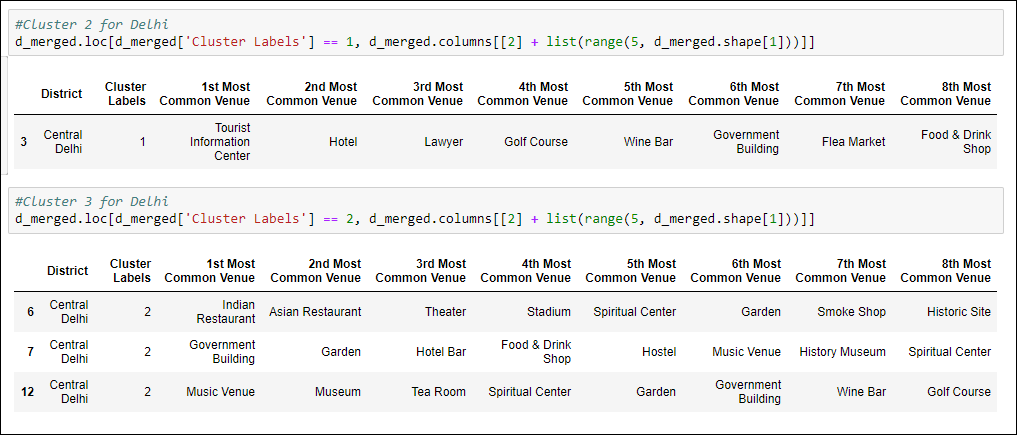 #Cluster 2 for Delhi
d_merged.loc[d_merged['Cluster Labels'] == 1, d_merged.columns[[2] + list(range(5, d_merged.shape[1]))]]
District Cluster Labels 1st Most Common Venue 2nd Most Common Venue 3rd Most Common Venue 4th Most Common Venue 5th Most Common Venue 6th Most Common Venue 7th Most Common Venue 8th Most Common Venue
3 Central Delhi 1 Tourist Information Center Hotel Lawyer Golf Course Wine Bar Government Building Flea Market Food & Drink Shop
#Cluster 3 for Delhi
d_merged.loc[d_merged['Cluster Labels'] == 2, d_merged.columns[[2] + list(range(5, d_merged.shape[1]))]]
District Cluster Labels 1st Most Common Venue 2nd Most Common Venue 3rd Most Common Venue 4th Most Common Venue 5th Most Common Venue 6th Most Common Venue 7th Most Common Venue 8th Most Common Venue
6 Central Delhi 2 Indian Restaurant Asian Restaurant Theater Stadium Spiritual Center Garden Smoke Shop Historic Site
7 Central Delhi 2 Government Building Garden Hotel Bar Food & Drink Shop Hostel Music Venue History Museum Spiritual Center
12 Central Delhi 2 Music Venue Museum Tea Room Spiritual Center Garden Government Building Wine Bar Golf Course